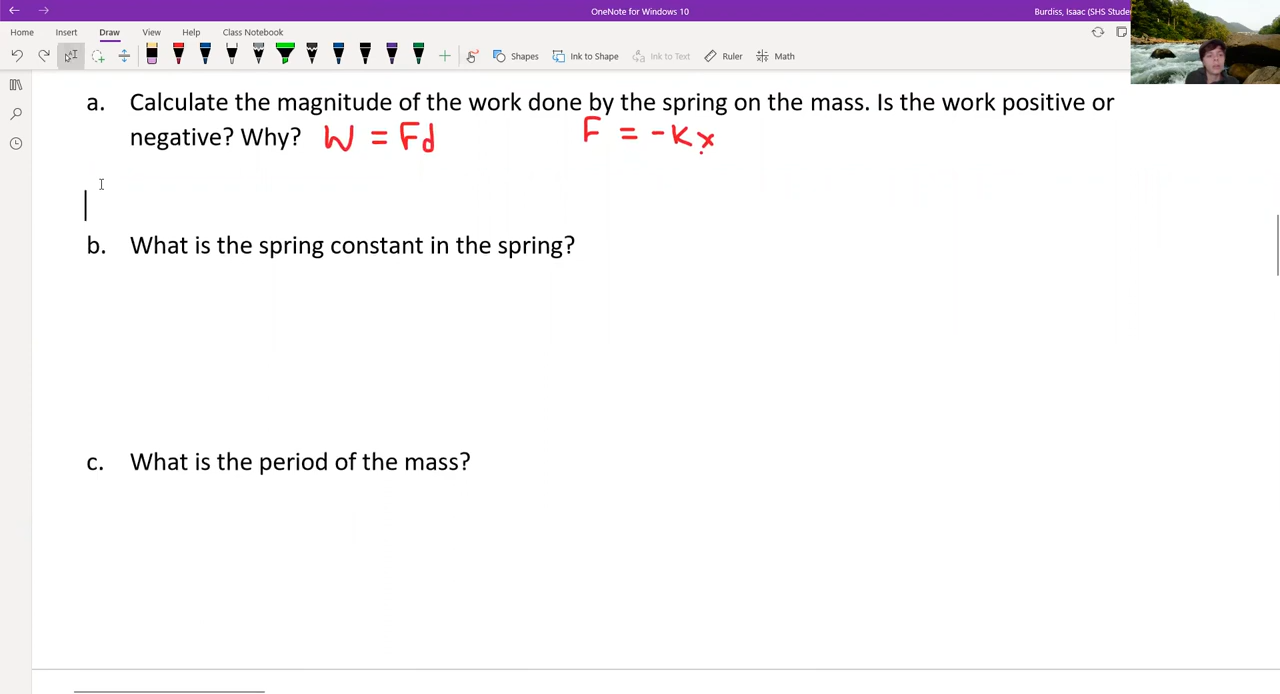 OneNote for Windows 10
Burdiss, Isaac (SHS Stude
Home Insert Draw View Help Class Notebook
Shapes Ink to Shape Ink to Text Ruler Math
a. Calculate the magnitude of the work done by the spring on the mass. Is the work positive or
negative? Why? W = Fd F = -kx
b. What is the spring constant in the spring?
c. What is the period of the mass?